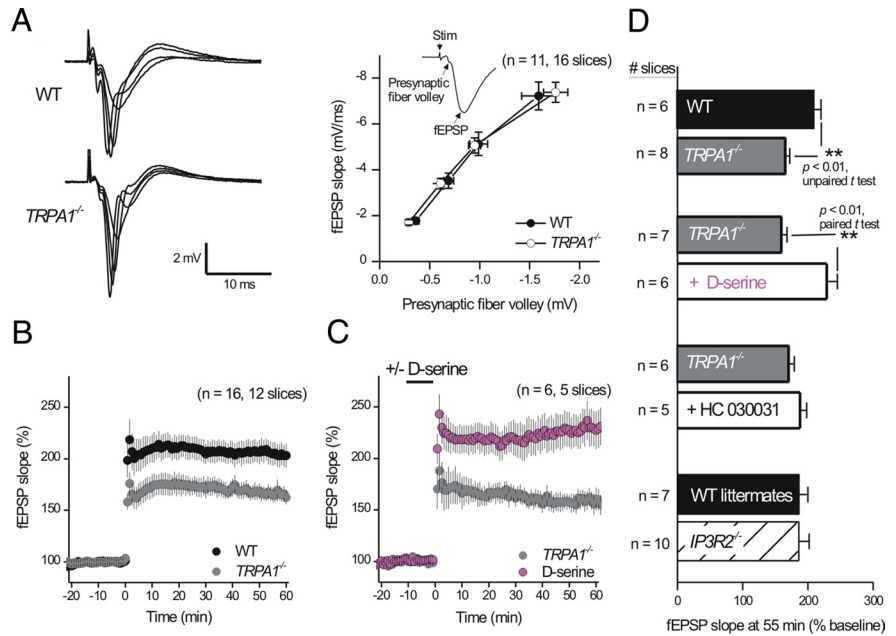 A
WT
TRPA1-/-
2 mV
10 ms
Stim
Presynaptic
fiber volley
fEPSP
(n = 11, 16 slices)
fEPSP slope (mV/ms)
-8
-6
-4
-2
0
WT
TRPA1-/-
0.0 -0.5 -1.0 -1.5 -2.0
Presynaptic fiber volley (mV)
B
(n = 16, 12 slices)
fEPSP slope (%)
250
200
150
100
WT
TRPA1-/-
-20 -10 0 10 20 30 40 50 60
Time (min)
C
+/- D-serine
(n = 6, 5 slices)
fEPSP slope (%)
250
200
150
100
TRPA1-/-
D-serine
-20 -10 0 10 20 30 40 50 60
Time (min)
D
# slices
n = 6 WT
n = 8 TRPA1-/- **
p < 0.01,
unpaired t test
p < 0.01,
paired t test
n = 7 TRPA1-/- **
n = 6 + D-serine
n = 6 TRPA1-/-
n = 5 + HC 030031
n = 7 WT littermates
n = 10 IP3R2-/-
0 100 200 300
fEPSP slope at 55 min (% baseline)